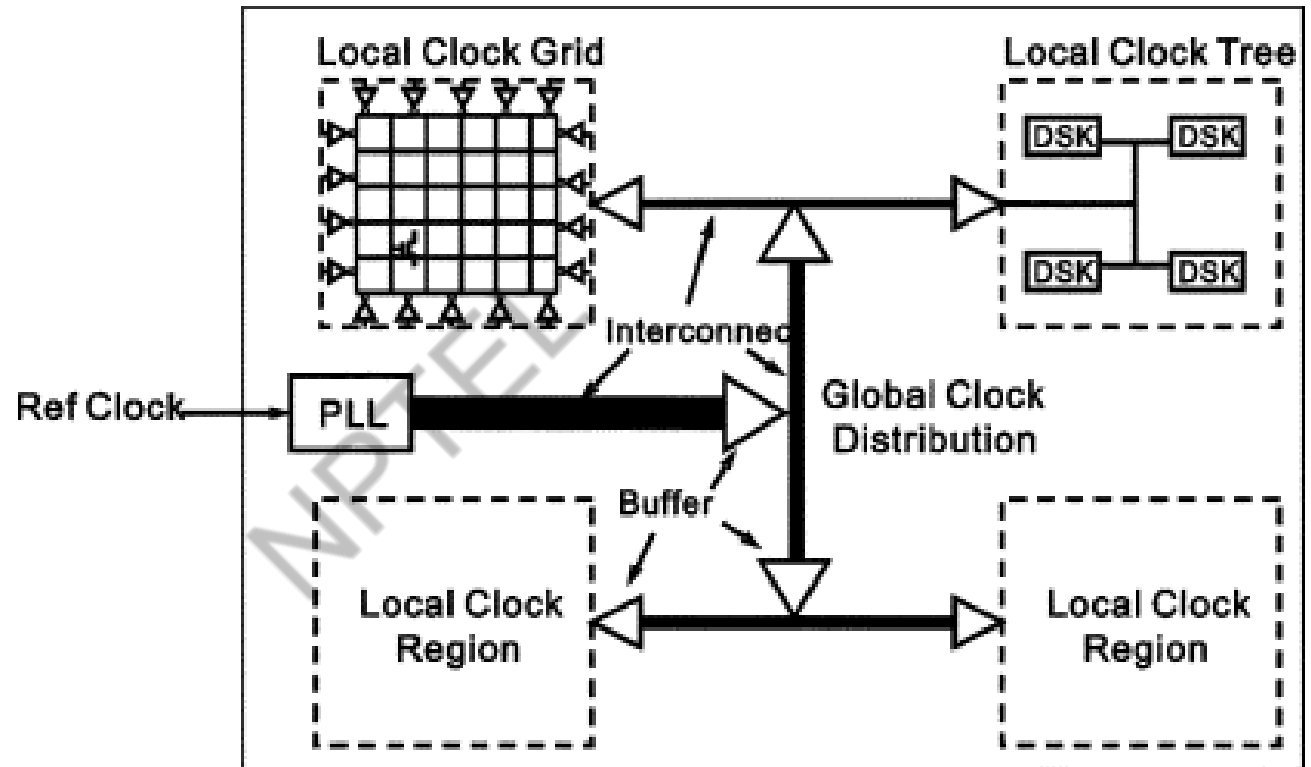 Local Clock Grid
Local Clock Tree
DSK
DSK
DSK
DSK
Interconnec
Ref Clock
PLL
Global Clock
Distribution
Buffer
Local Clock
Region
Local Clock
Region
NPTEL